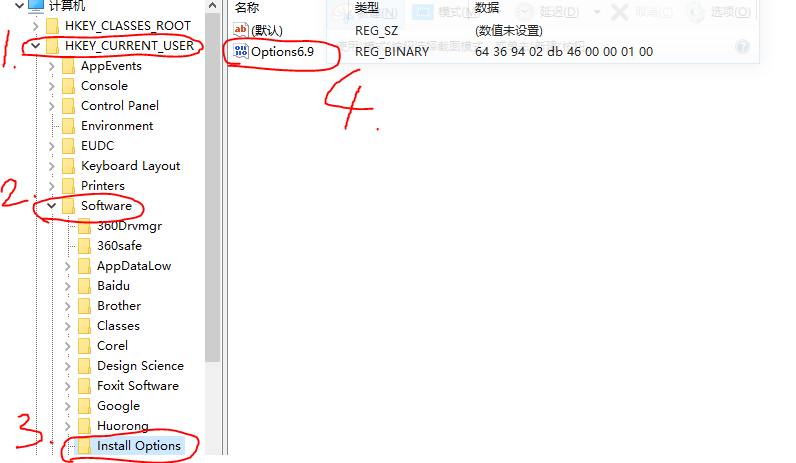 计算机
HKEY_CLASSES_ROOT
1. HKEY_CURRENT_USER
AppEvents
Console
Control Panel
Environment
EUDC
Keyboard Layout
Printers
2. Software
360Drvmgr
360safe
AppDataLow
Baidu
Brother
Classes
Corel
Design Science
Foxit Software
Google
Huorong
3. Install Options
名称 类型 数据
(默认) REG_SZ (数值未设置)
Options6.9 REG_BINARY 64 36 94 02 db 46 00 00 01 00
4.
模式(M) 延迟(D) 取消(C) 选项(O)